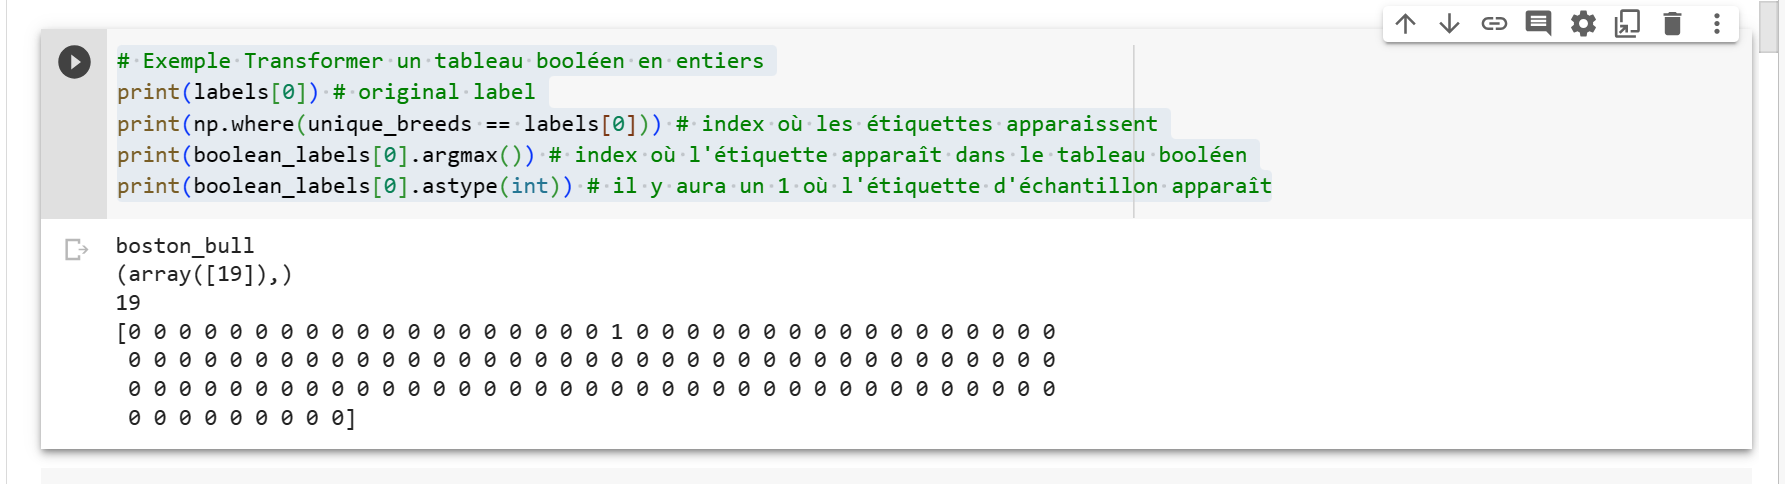 # Exemple Transformer un tableau booléen en entiers
print(labels[0]) # original label
print(np.where(unique_breeds == labels[0])) # index où les étiquettes apparaissent
print(boolean_labels[0].argmax()) # index où l'étiquette apparaît dans le tableau booléen
print(boolean_labels[0].astype(int)) # il y aura un 1 où l'étiquette d'échantillon apparaît
boston_bull
(array([19]),)
19
[0 0 0 0 0 0 0 0 0 0 0 0 0 0 0 0 0 0 0 1 0 0 0 0 0 0 0 0 0 0 0 0 0 0 0 0 0
0 0 0 0 0 0 0 0 0 0 0 0 0 0 0 0 0 0 0 0 0 0 0 0 0 0 0 0 0 0 0 0 0 0 0 0 0
0 0 0 0 0 0 0 0 0 0 0 0 0 0 0 0 0 0 0 0 0 0 0 0 0 0 0 0 0 0 0 0 0 0 0 0 0
0 0 0 0 0 0 0 0 0]